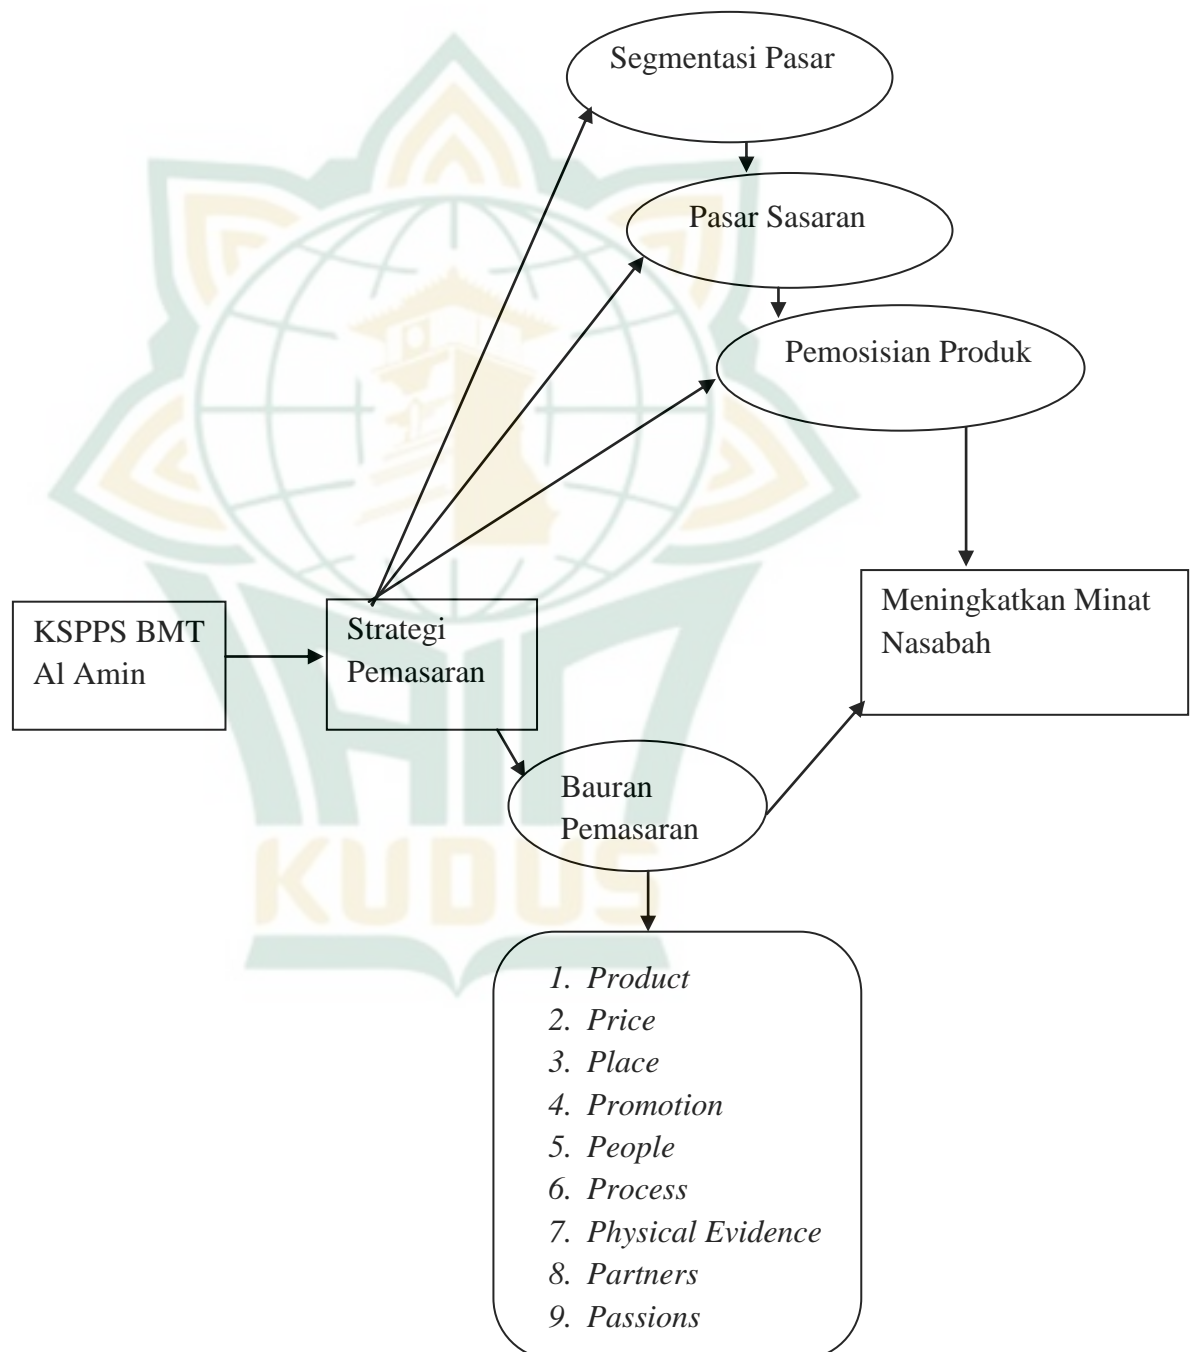 Segmentasi Pasar
Pasar Sasaran
Pemosisian Produk
KSPPS BMT
Al Amin
Strategi
Pemasaran
Meningkatkan Minat
Nasabah
Bauran
Pemasaran
1. Product
2. Price
3. Place
4. Promotion
5. People
6. Process
7. Physical Evidence
8. Partners
9. Passions
IAIN
KUDUS